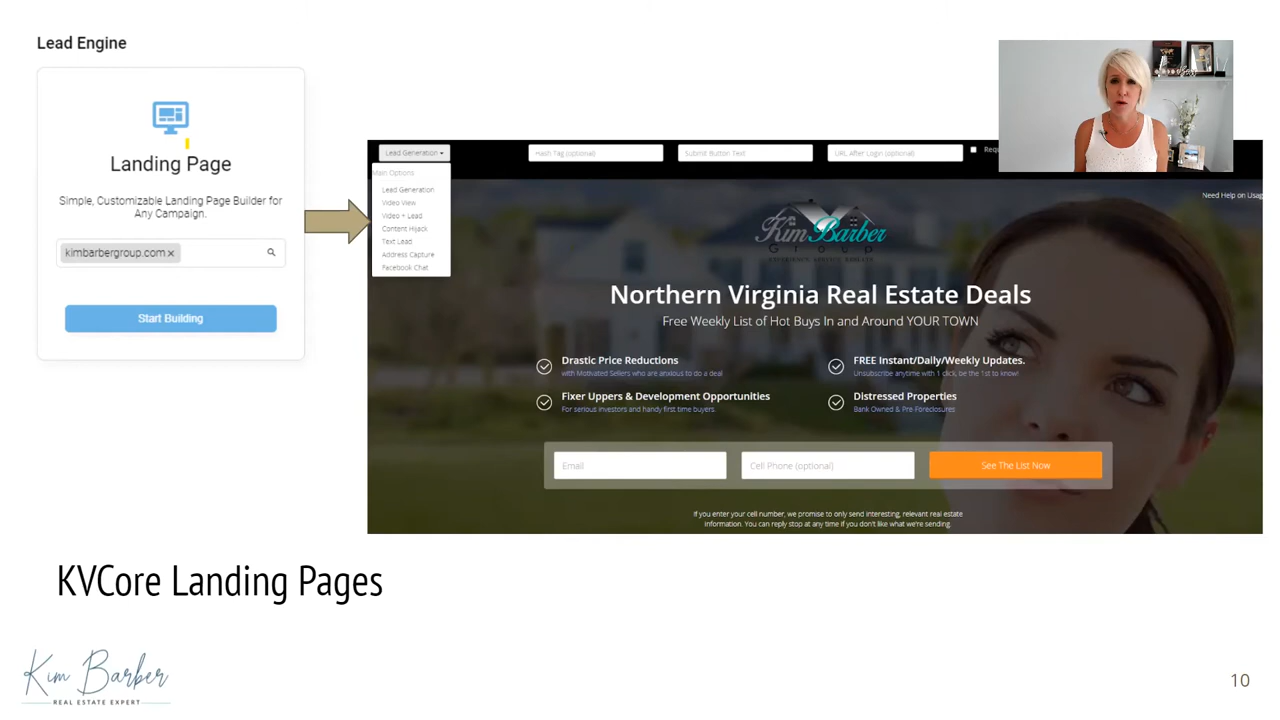 Lead Engine
Landing Page
Simple, Customizable Landing Page Builder for
Any Campaign.
kimbarbergroup.com ×
Start Building
Lead Generation
Hash Tag (optional)
Submit Button Text
URL After Login (optional)
Requ
Main Options
Lead Generation
Video View
Video + Lead
Content Hijack
Text Lead
Address Capture
Facebook Chat
Need Help on Usag
Kim Barber
Group
Northern Virginia Real Estate Deals
Free Weekly List of Hot Buys In and Around YOUR TOWN
Drastic Price Reductions
with Motivated Sellers who are anxious to do a deal
FREE Instant/Daily/Weekly Updates.
Unsubscribe anytime with 1 click, be the 1st to know!
Fixer Uppers & Development Opportunities
For serious investors and handy first time buyers.
Distressed Properties
Bank Owned & Pre-Foreclosures
Email
Cell Phone (optional)
See The List Now
If you enter your cell number, we promise to only send interesting, relevant real estate
information. You can reply stop at any time if you don't like what we're sending.
KVCore Landing Pages
Kim Barber
REAL ESTATE EXPERT
10